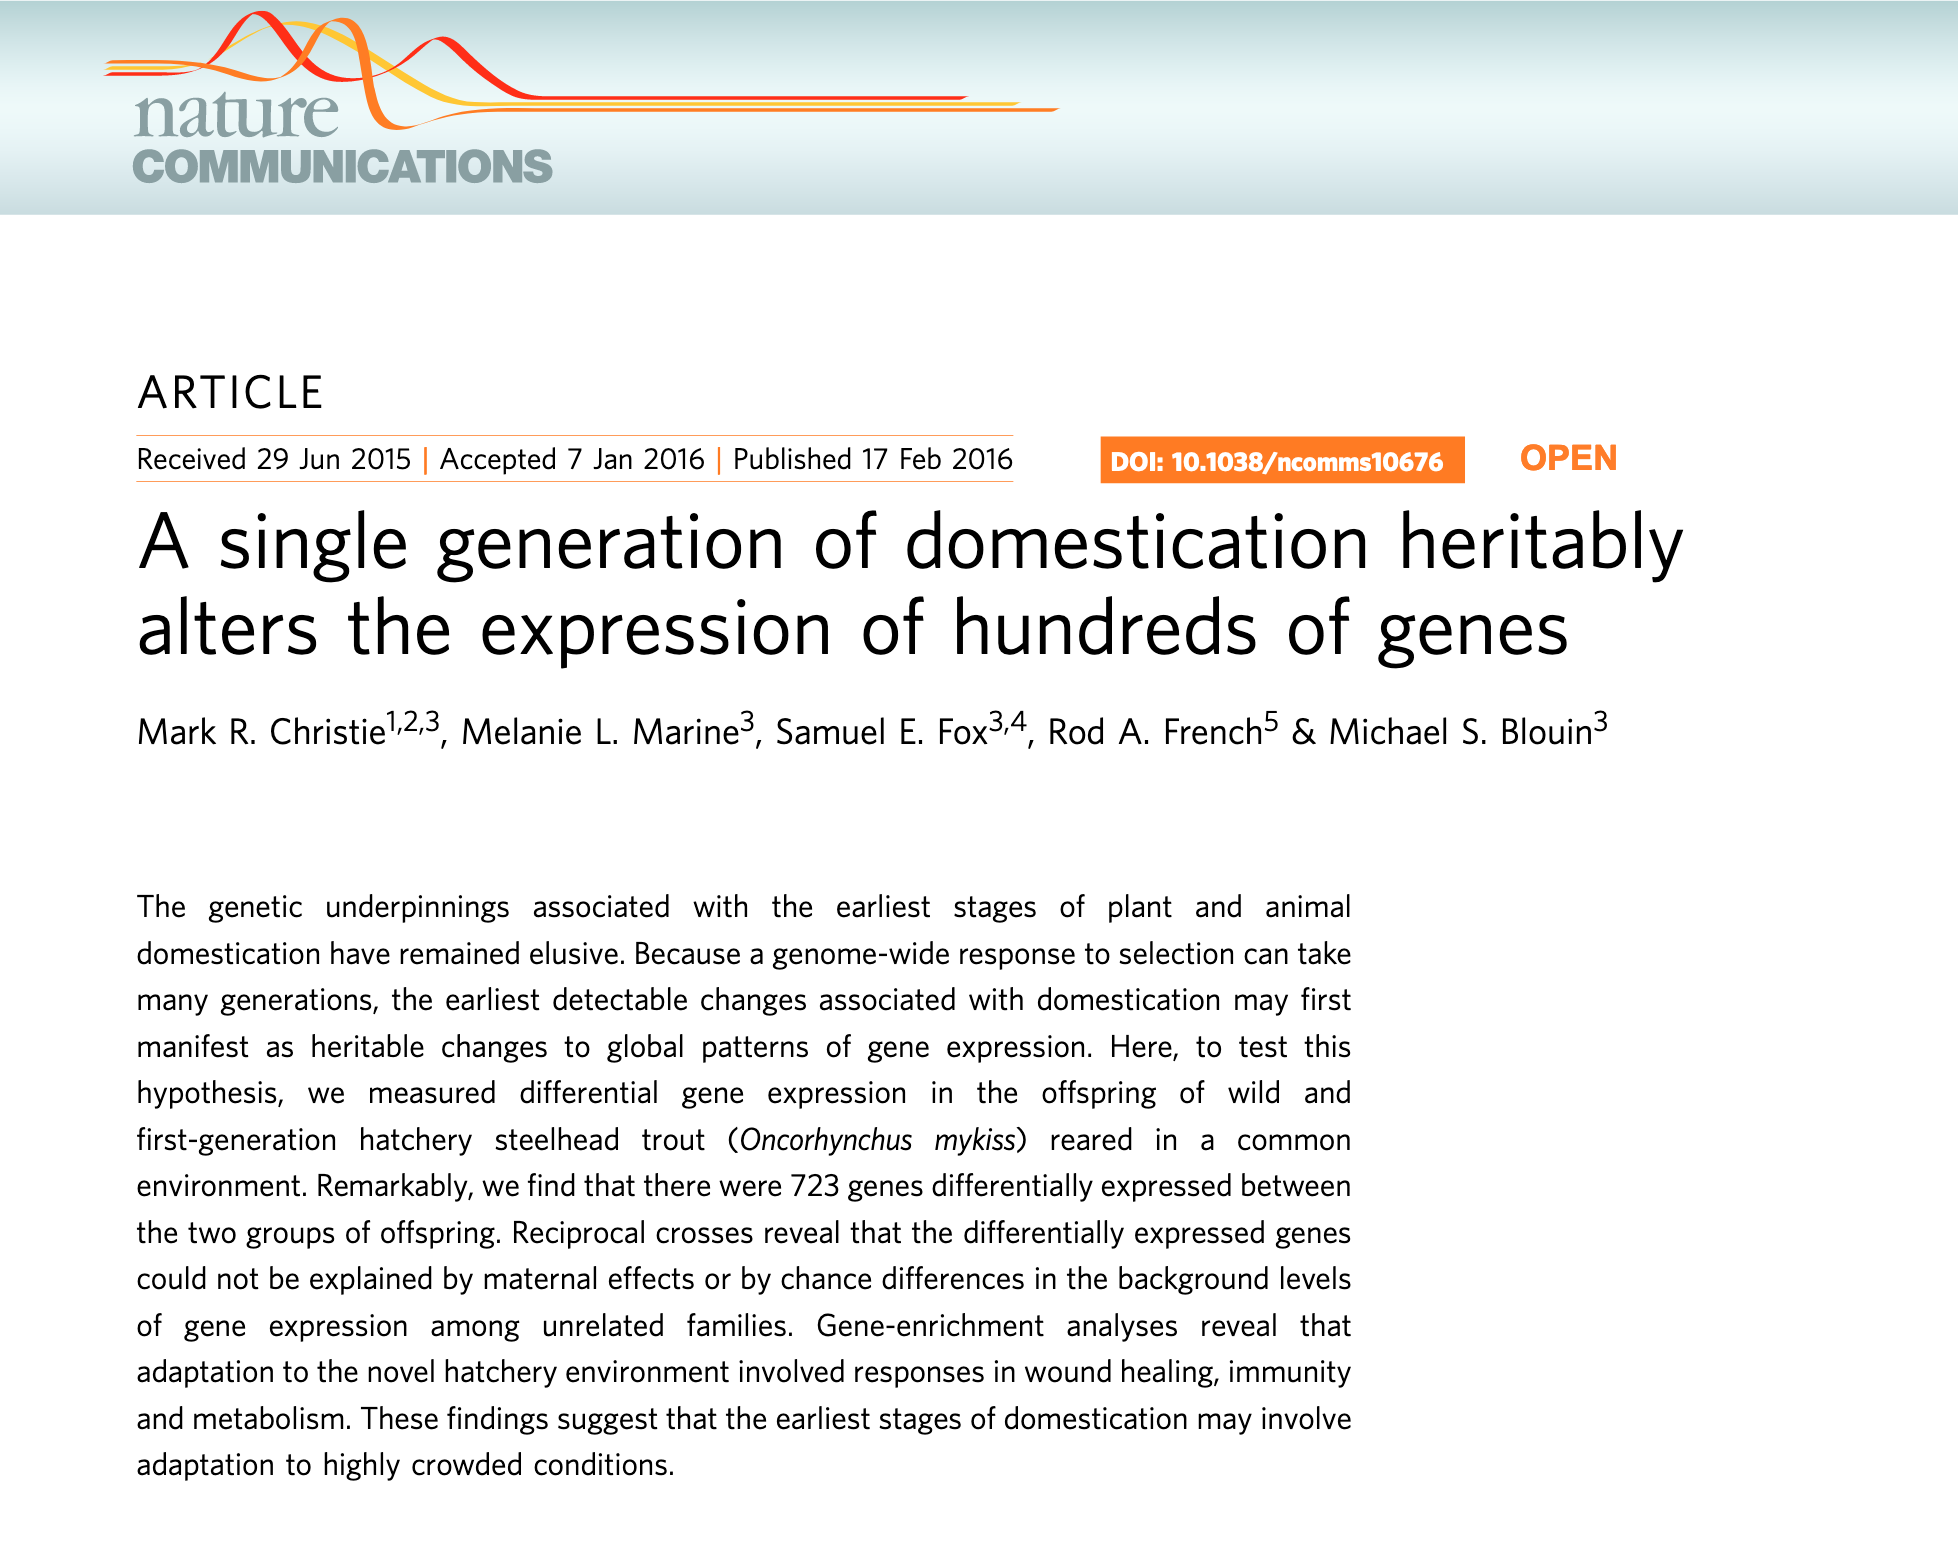 nature
COMMUNICATIONS
ARTICLE
Received 29 Jun 2015 | Accepted 7 Jan 2016 | Published 17 Feb 2016
DOI: 10.1038/ncomms10676
OPEN
A single generation of domestication heritably
alters the expression of hundreds of genes
Mark R. Christie1,2,3, Melanie L. Marine3, Samuel E. Fox3,4, Rod A. French5 & Michael S. Blouin3
The genetic underpinnings associated with the earliest stages of plant and animal
domestication have remained elusive. Because a genome-wide response to selection can take
many generations, the earliest detectable changes associated with domestication may first
manifest as heritable changes to global patterns of gene expression. Here, to test this
hypothesis, we measured differential gene expression in the offspring of wild and
first-generation hatchery steelhead trout (Oncorhynchus mykiss) reared in a common
environment. Remarkably, we find that there were 723 genes differentially expressed between
the two groups of offspring. Reciprocal crosses reveal that the differentially expressed genes
could not be explained by maternal effects or by chance differences in the background levels
of gene expression among unrelated families. Gene-enrichment analyses reveal that
adaptation to the novel hatchery environment involved responses in wound healing, immunity
and metabolism. These findings suggest that the earliest stages of domestication may involve
adaptation to highly crowded conditions.